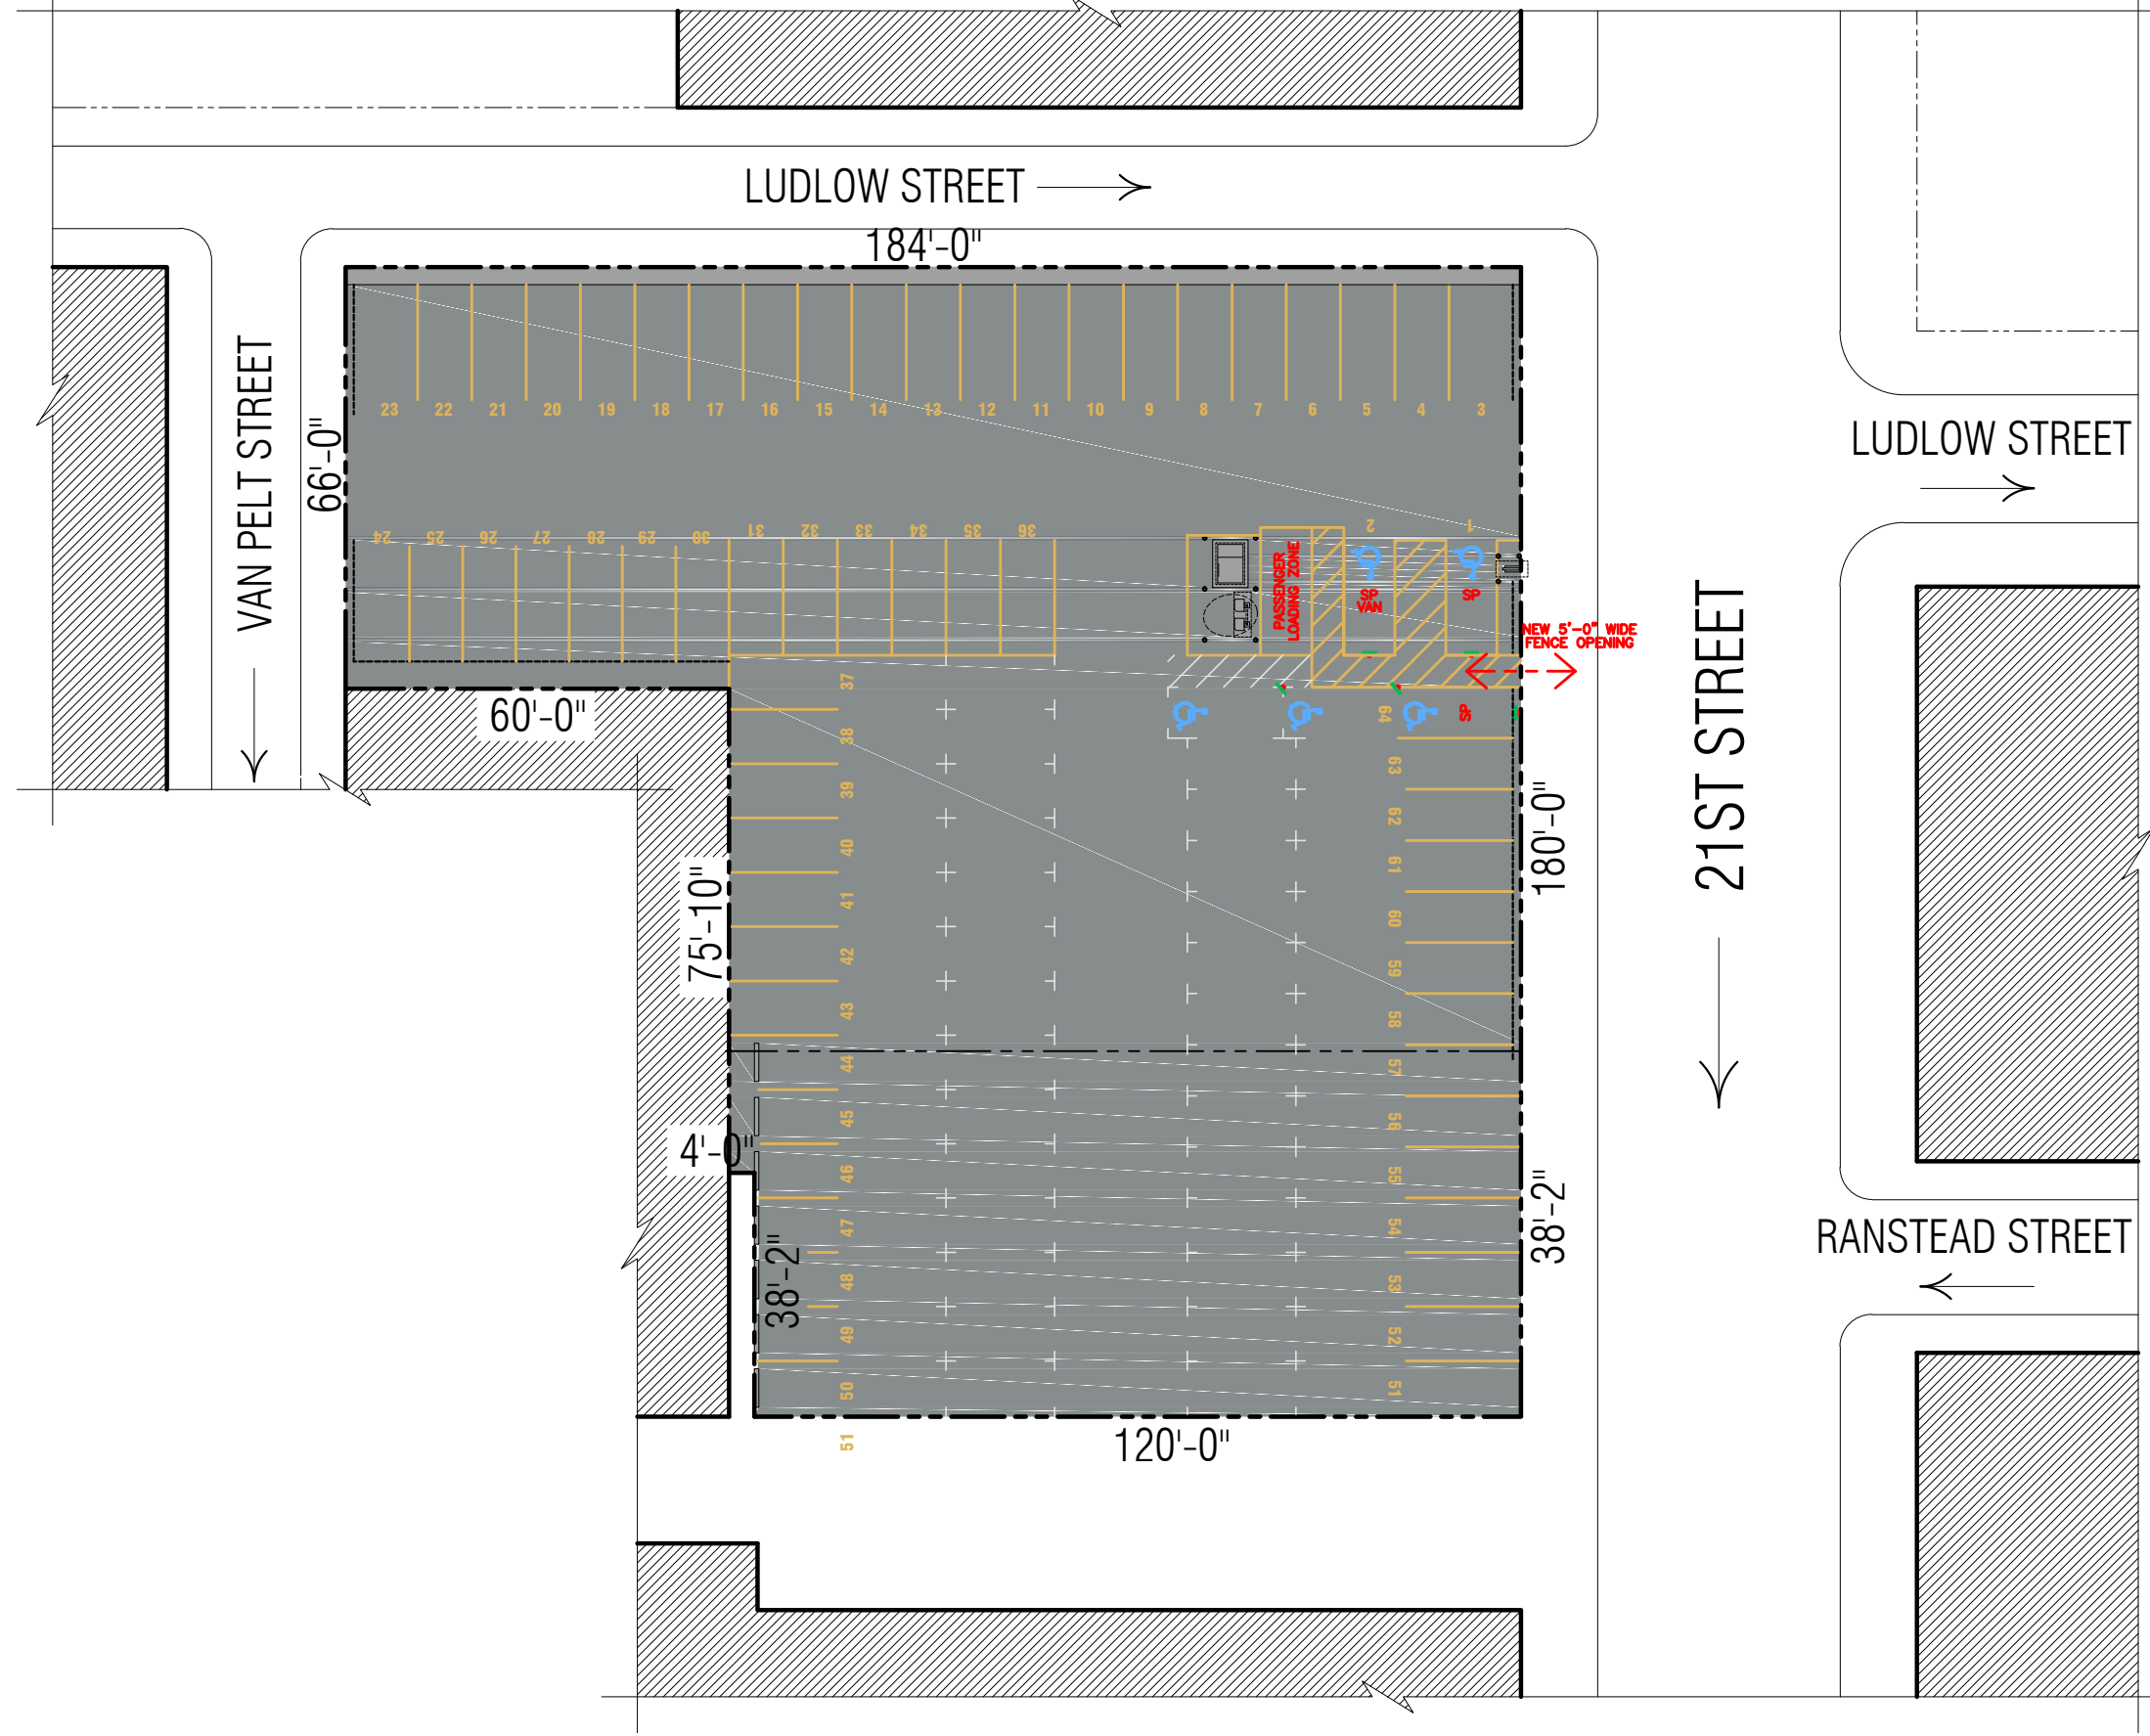 LUDLOW STREET
184'-0"
VAN PELT STREET
66'-0"
23 22 21 20 19 18 17 16 15 14 13 12 11 10 9 8 7 6 5 4 3
LUDLOW STREET
24 25 26 27 28 29 30 31 32 33 34 35 36
2 1
PASSENGER
LOADING ZONE
SP
VAN
SP
NEW 5'-0" WIDE
FENCE OPENING
21ST STREET
60'-0"
37
38
39
40
41
42
43
44
45
46
47
48
49
50
51
64
SP
63
62
61
60
59
58
57
56
55
54
53
52
51
180'-0"
75'-10"
4'-0"
38'-2"
38'-2"
RANSTEAD STREET
120'-0"